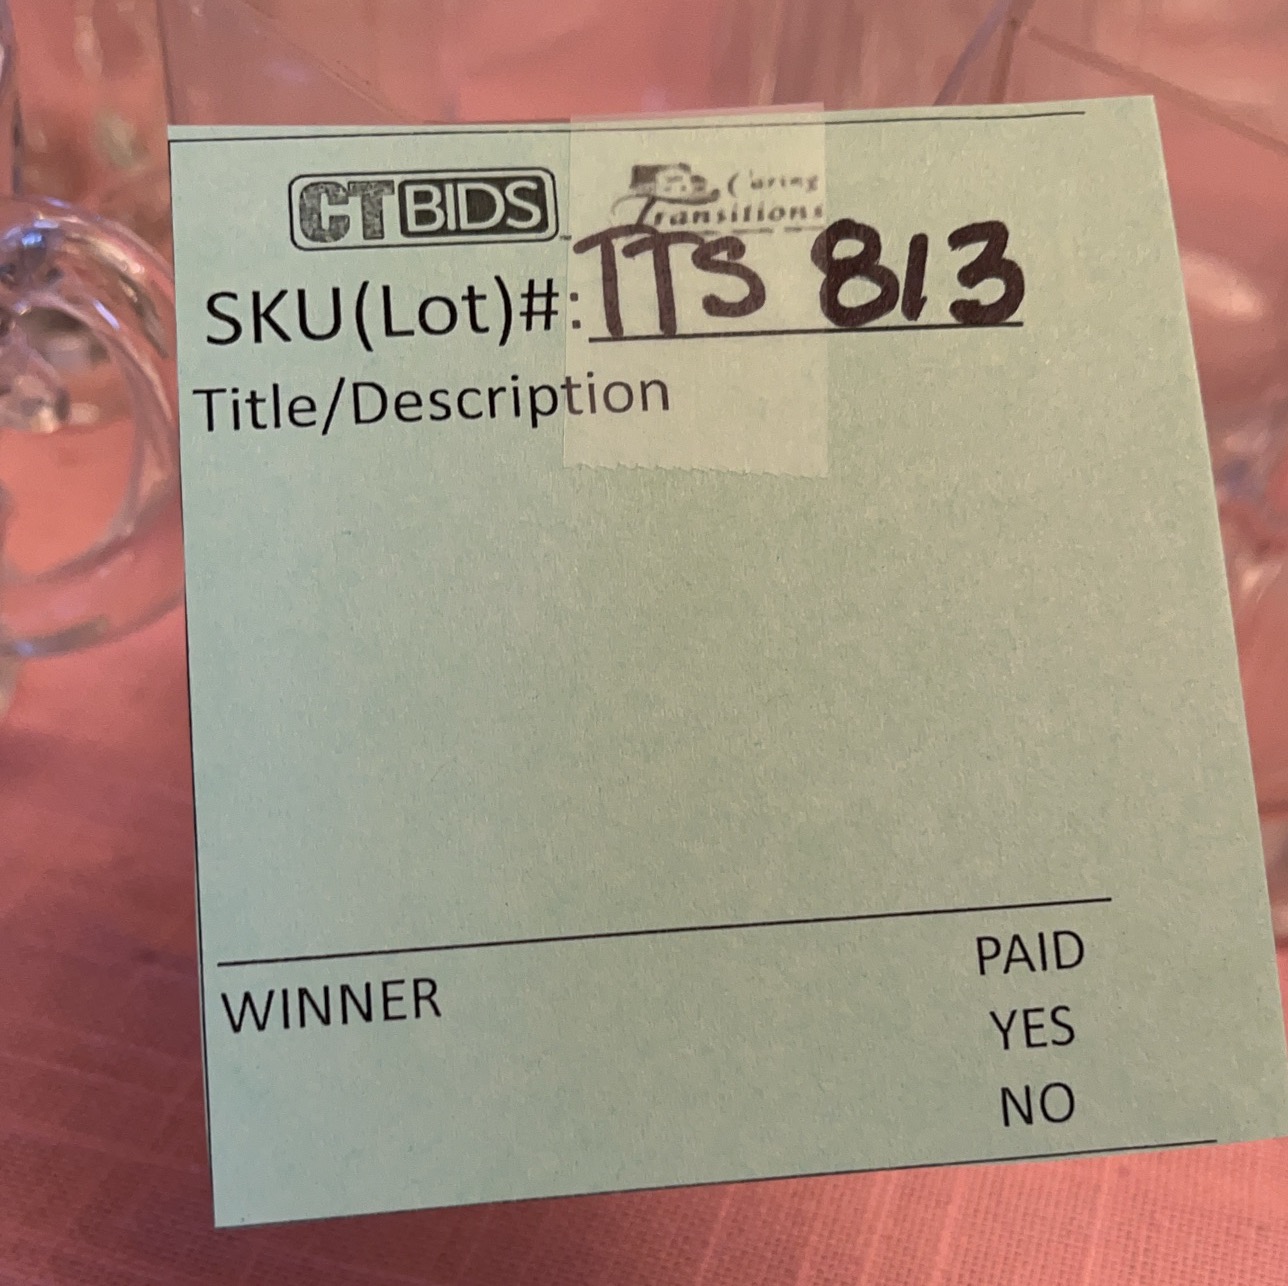 CTBIDS Caring
Transitions
SKU(Lot)#: TTS 813
Title/Description
WINNER PAID
YES
NO